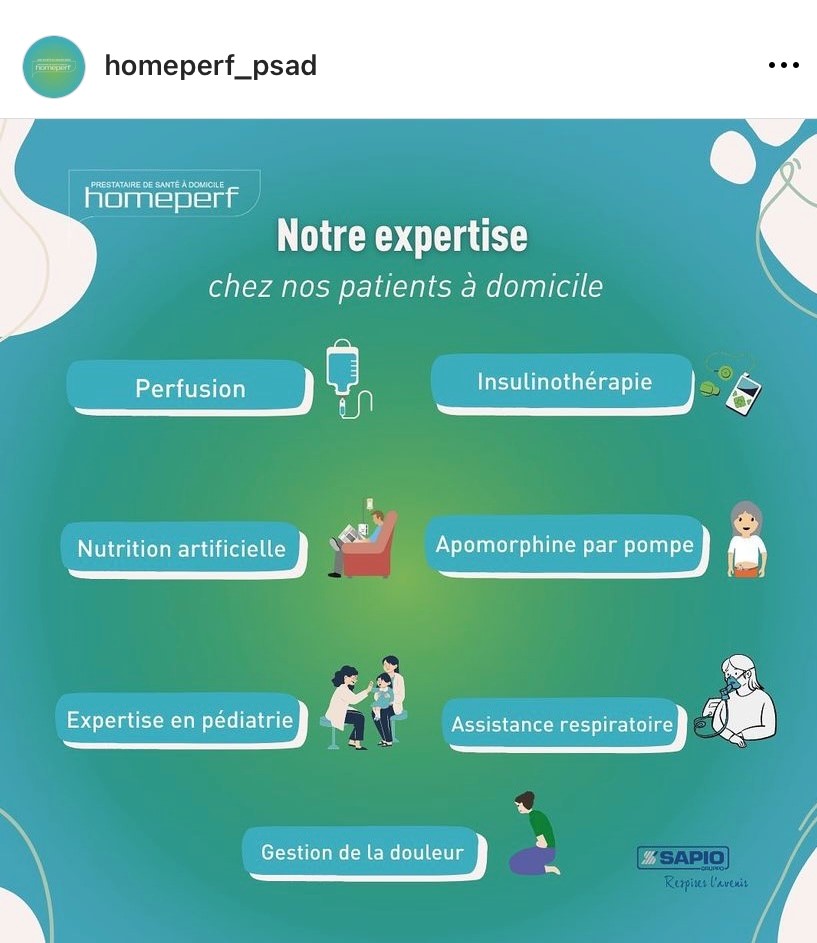 homeperf_psad
PRESTATAIRE DE SANTÉ À DOMICILE
homeperf
Notre expertise
chez nos patients à domicile
Perfusion
Insulinothérapie
Nutrition artificielle
Apomorphine par pompe
Expertise en pédiatrie
Assistance respiratoire
Gestion de la douleur
SAPIO
GRUPPO
Respirez l'avenir